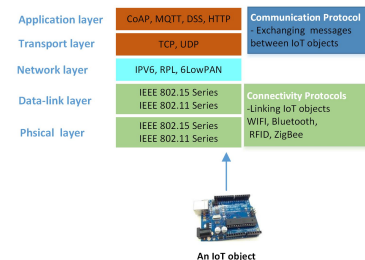 Application layer
CoAP, MQTT, DSS, HTTP
Communication Protocol
- Exchanging messages
between IoT objects
Transport layer
TCP, UDP
Network layer
IPV6, RPL, 6LowPAN
Data-link layer
IEEE 802.15 Series
IEEE 802.11 Series
Connectivity Protocols
-Linking IoT objects
WIFI, Bluetooth,
RFID, ZigBee
Phsical layer
IEEE 802.15 Series
IEEE 802.11 Series
An IoT object